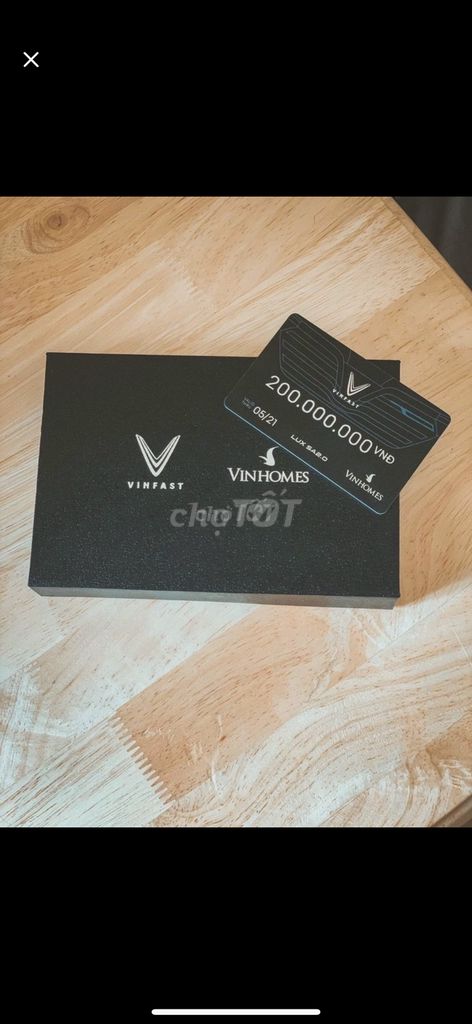 VINFAST
VINHOMES
chợTỐT
VINFAST
200.000.000 VNĐ
05/21
LUX SA2.0
VINHOMES